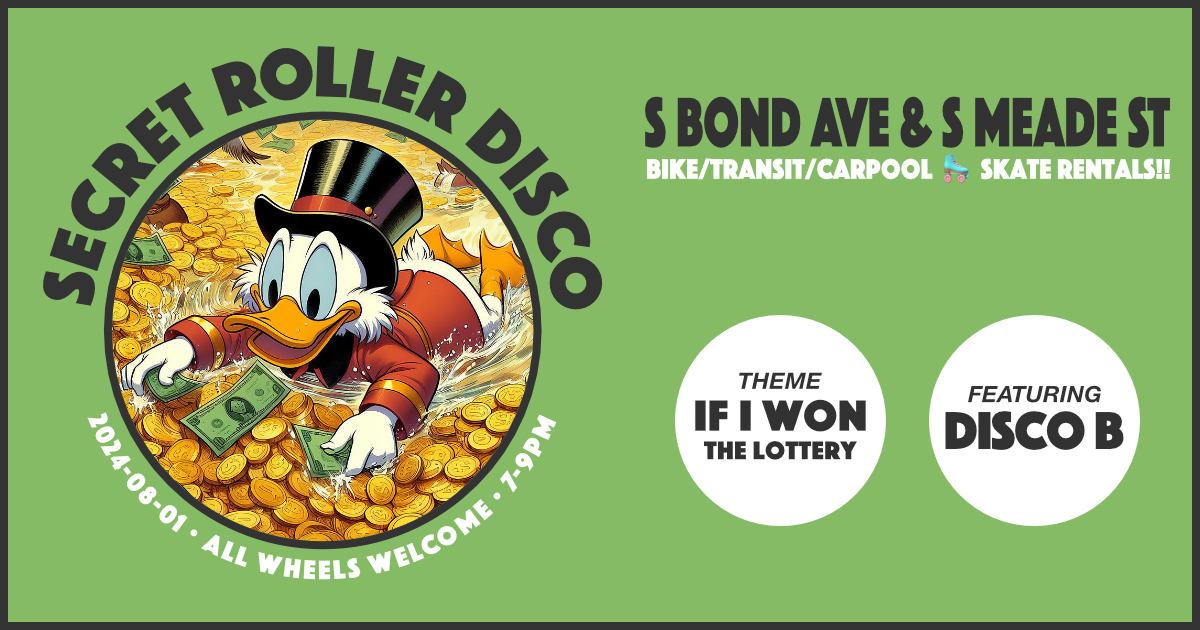 SECRET ROLLER DISCO
2024-08-01 • ALL WHEELS WELCOME • 7-9PM
S BOND AVE & S MEADE ST
BIKE/TRANSIT/CARPOOL 🛼 SKATE RENTALS!!
THEME
IF I WON
THE LOTTERY
FEATURING
DISCO B